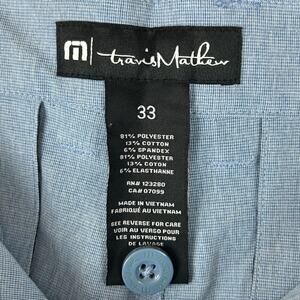 m travisMathew
33
81% POLYESTER
13% COTTON
6% SPANDEX
81% POLYESTER
13% COTON
6% ELASTHANNE
RN# 123280
CA# 07099
MADE IN VIETNAM
FABRIQUÉ AU VIETNAM
SEE REVERSE FOR CARE
VOIR AU VERSO POUR
LES INSTRUCTIONS
DE LAVAGE